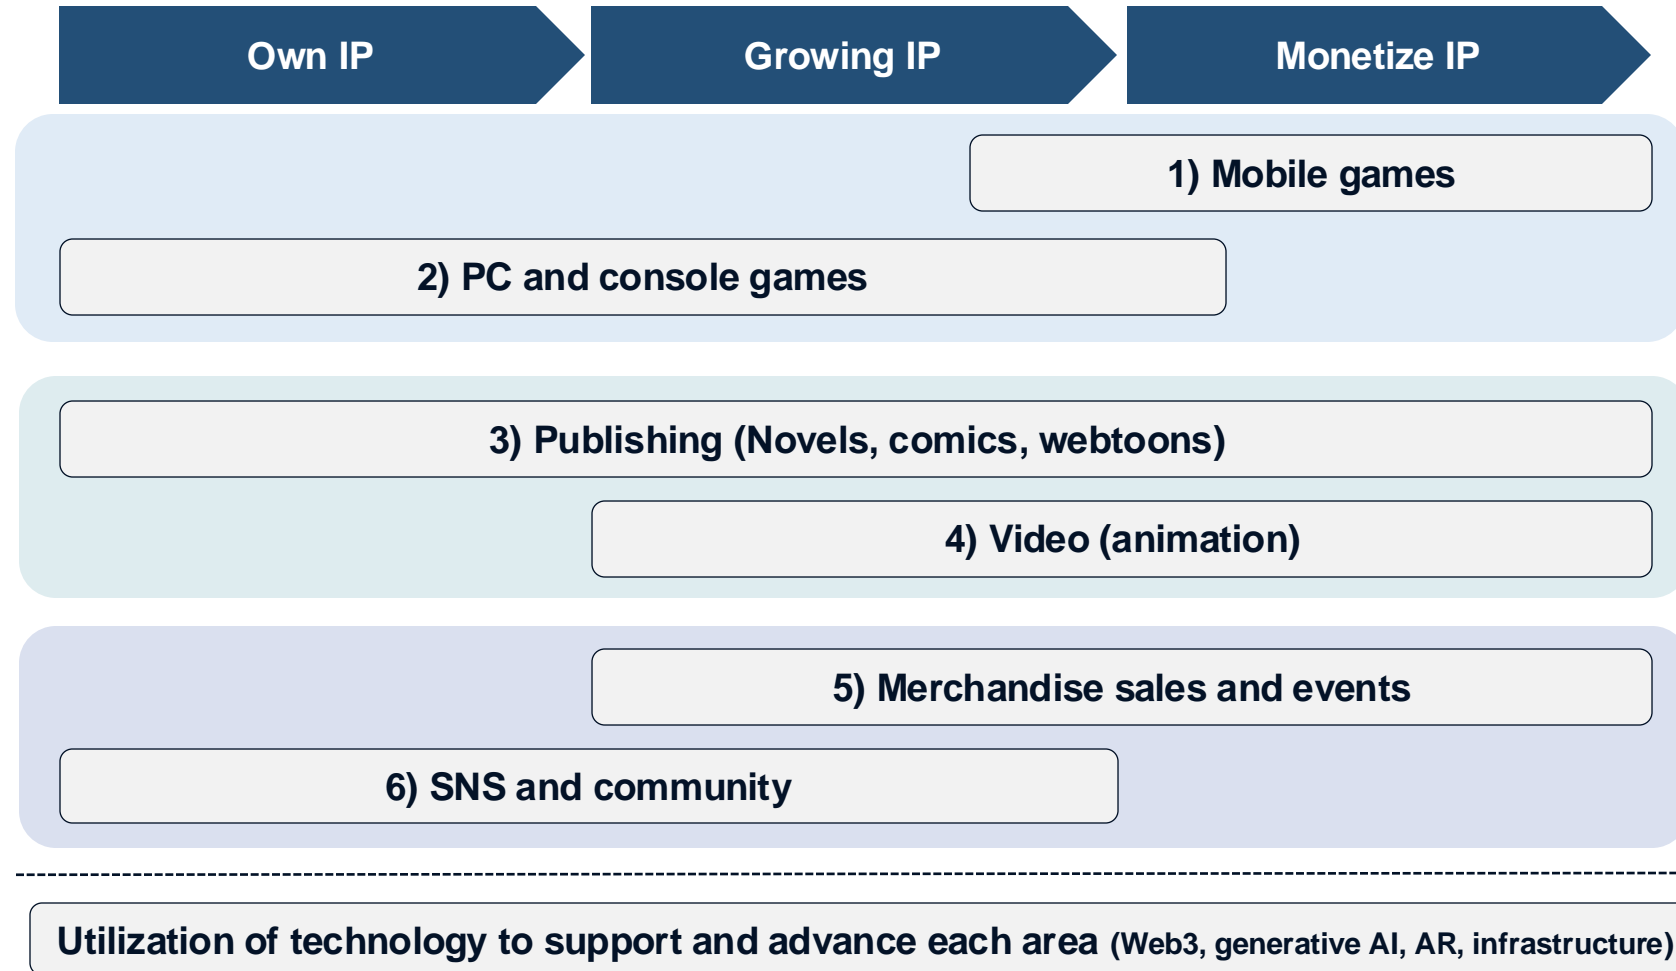 Own IP
Growing IP
Monetize IP
1) Mobile games
2) PC and console games
3) Publishing (Novels, comics, webtoons)
4) Video (animation)
5) Merchandise sales and events
6) SNS and community
Utilization of technology to support and advance each area (Web3, generative AI, AR, infrastructure)